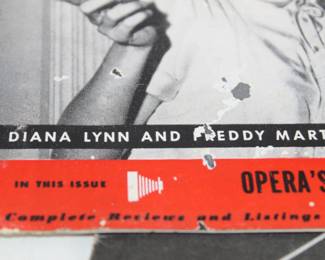 DIANA LYNN AND FREDDY MART
IN THIS ISSUE OPERA'S
Complete Reviews and Listings